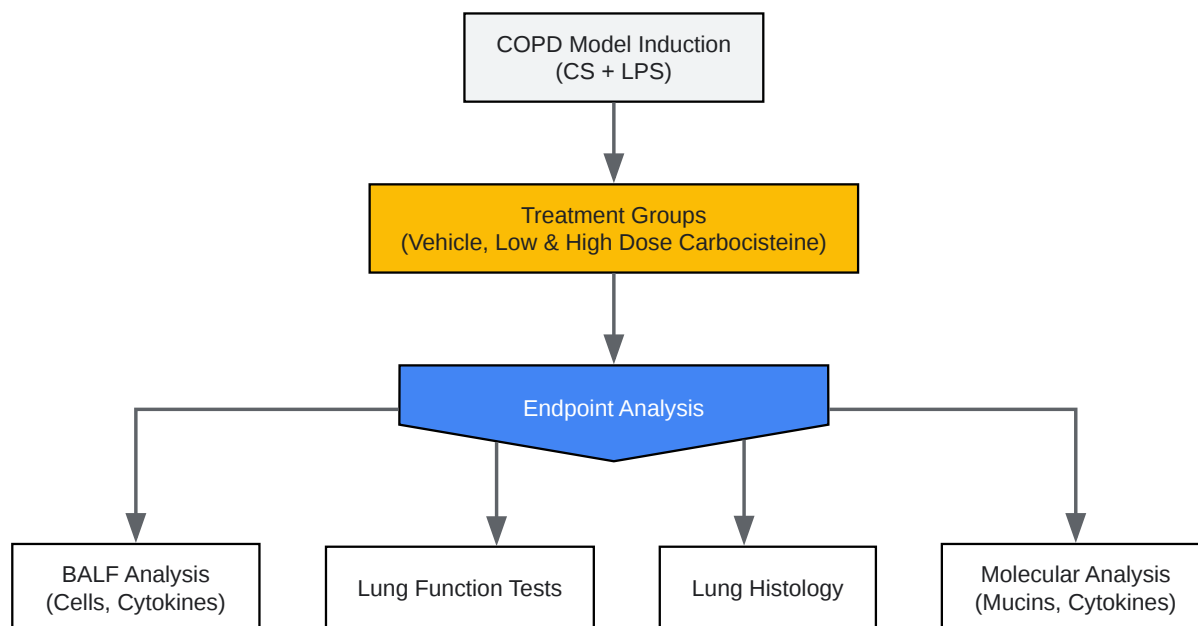 COPD Model Induction
(CS + LPS)
Treatment Groups
(Vehicle, Low & High Dose Carbocisteine)
Endpoint Analysis
BALF Analysis
(Cells, Cytokines)
Lung Function Tests
Lung Histology
Molecular Analysis
(Mucins, Cytokines)